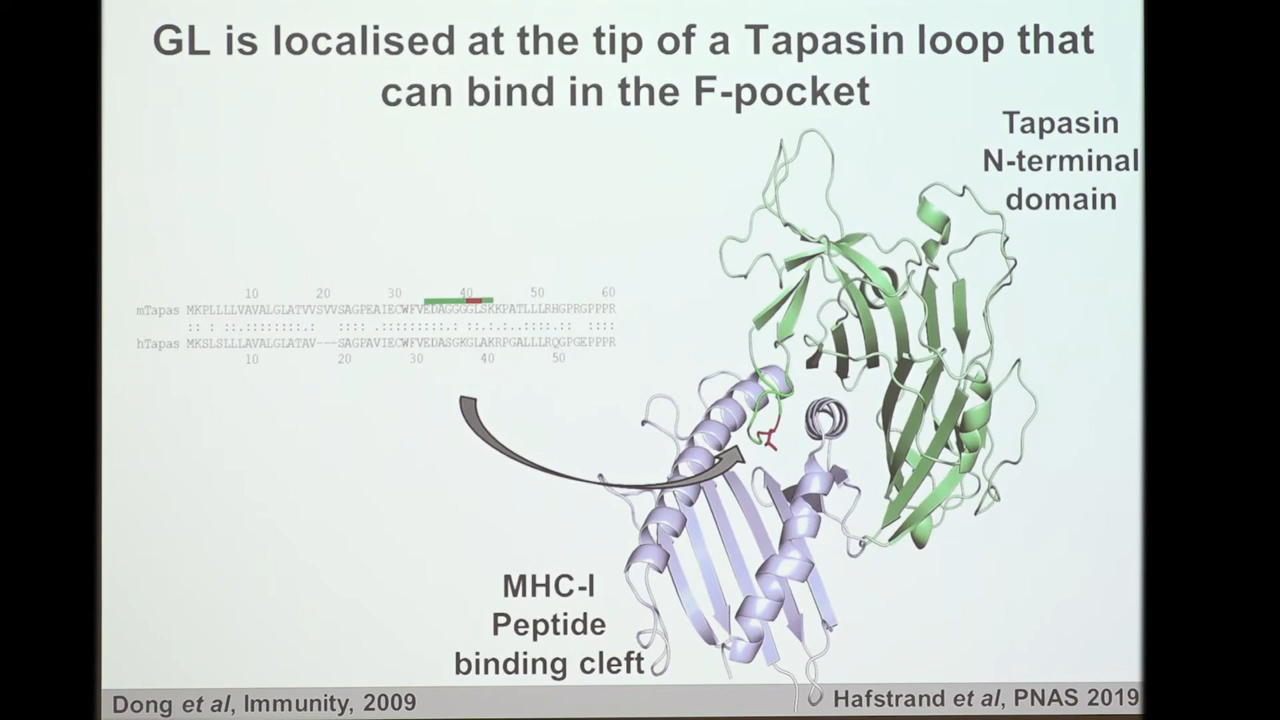 GL is localised at the tip of a Tapasin loop that
can bind in the F-pocket
Tapasin
N-terminal
domain
10 20 30 40 50 60
mTapas MKPLLLLVAVALGLATVVSVVSAGPEAIECWFVEDAGGGGLSKKPATLLLRHGPRGPPPR
:: : ::.:::::::. ::::  .:::::::::.: ::.:..: ::::.:: ::::
hTapas MKSLSLLLAVALGLATAV---SAGPAVIECWFVEDASGKGLAKRPGALLLRQGPGEPPPR
10 20 30 40 50
MHC-I
Peptide
binding cleft
Dong et al, Immunity, 2009
Hafstrand et al, PNAS 2019